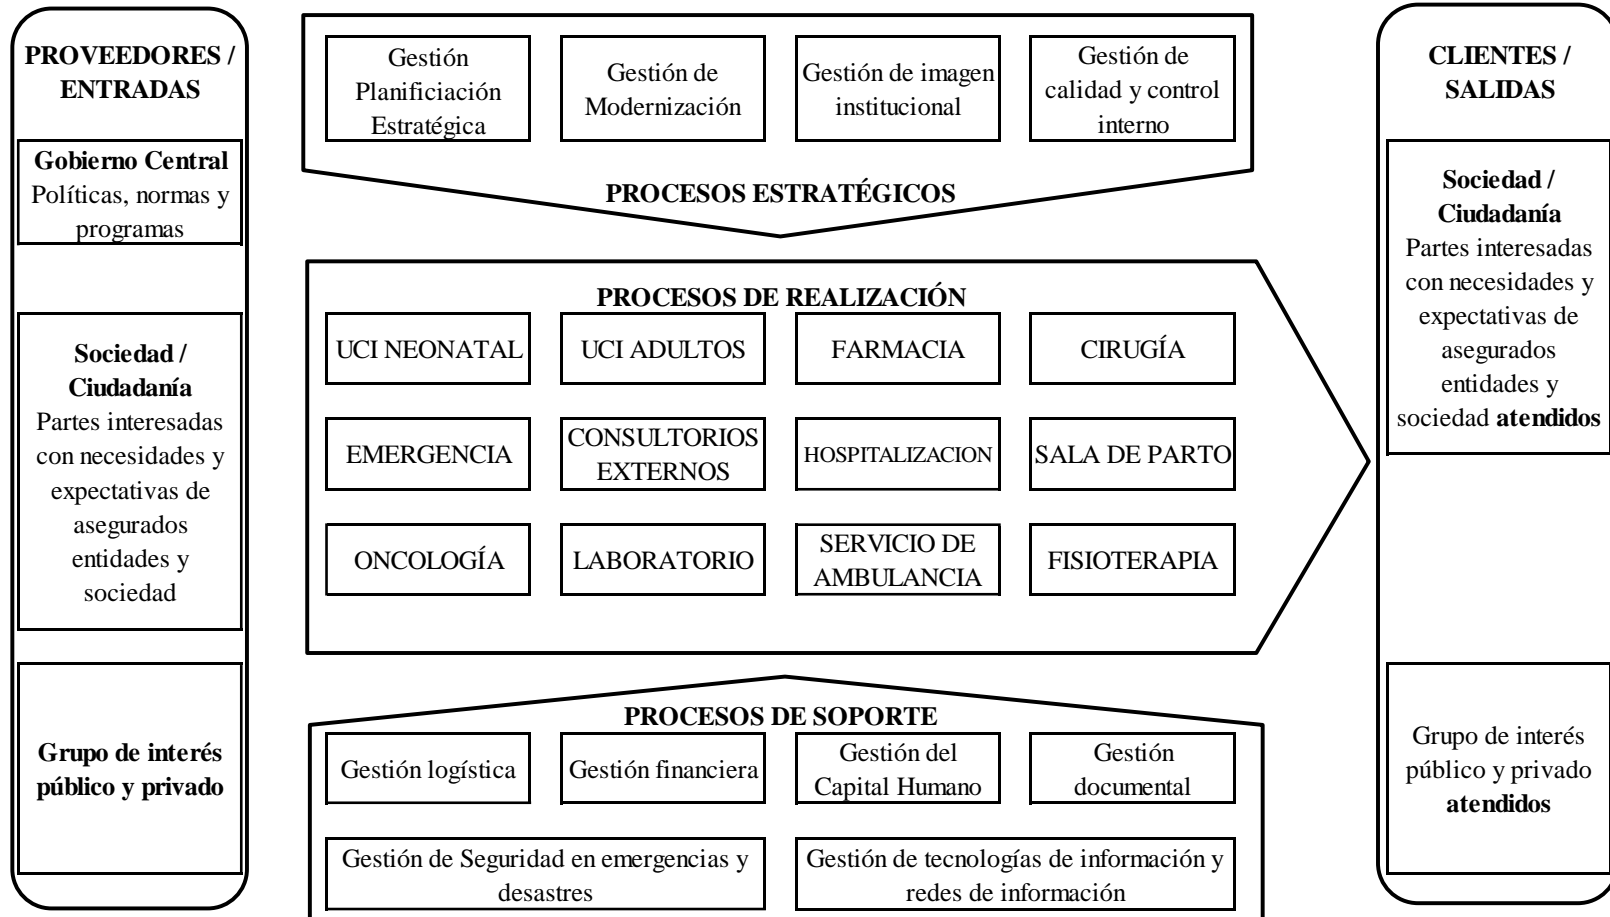 PROVEEDORES /
ENTRADAS
Gobierno Central
Políticas, normas y
programas
Sociedad /
Ciudadanía
Partes interesadas
con necesidades y
expectativas de
asegurados
entidades y
sociedad
Grupo de interés
público y privado
Gestión
Planificiación
Estratégica
Gestión de
Modernización
Gestión de imagen
institucional
Gestión de
calidad y control
interno
PROCESOS ESTRATÉGICOS
PROCESOS DE REALIZACIÓN
UCI NEONATAL
UCI ADULTOS
FARMACIA
CIRUGÍA
EMERGENCIA
CONSULTORIOS
EXTERNOS
HOSPITALIZACION
SALA DE PARTO
ONCOLOGÍA
LABORATORIO
SERVICIO DE
AMBULANCIA
FISIOTERAPIA
PROCESOS DE SOPORTE
Gestión logística
Gestión financiera
Gestión del
Capital Humano
Gestión
documental
Gestión de Seguridad en emergencias y
desastres
Gestión de tecnologías de información y
redes de información
CLIENTES /
SALIDAS
Sociedad /
Ciudadanía
Partes interesadas
con necesidades y
expectativas de
asegurados
entidades y
sociedad atendidos
Grupo de interés
público y privado
atendidos